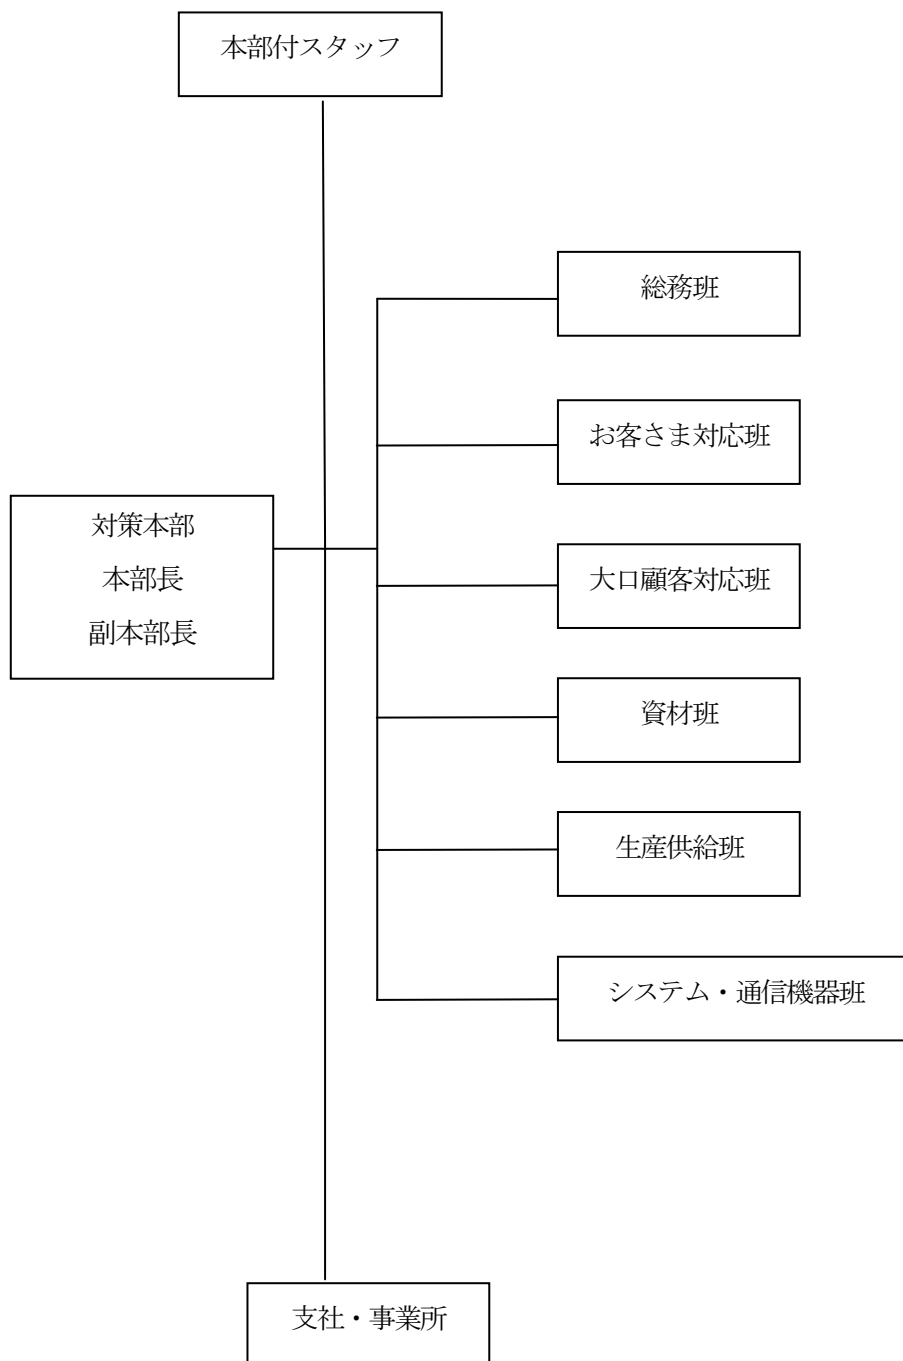 本部付スタッフ
総務班
お客さま対応班
対策本部
本部長
副本部長
大口顧客対応班
資材班
生産供給班
システム・通信機器班
支社・事業所